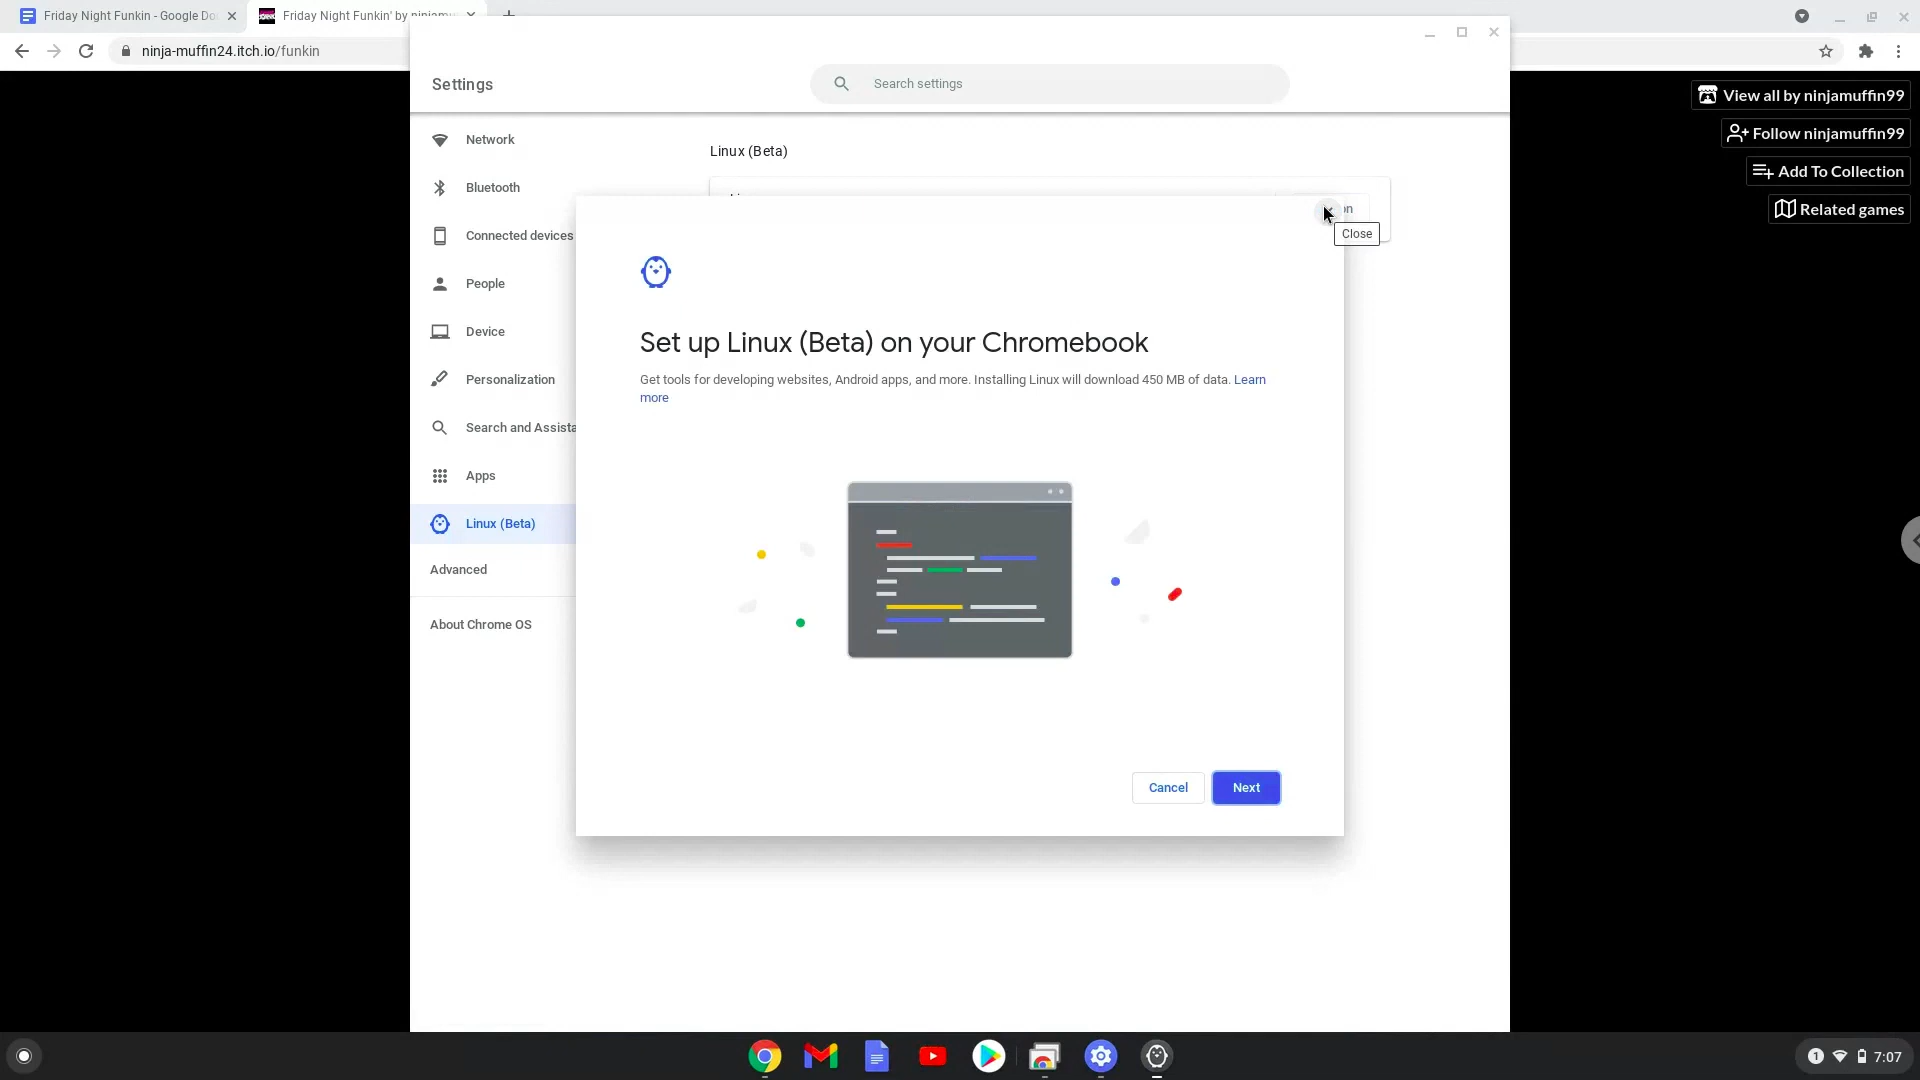 Friday Night Funkin - Google Do
Friday Night Funkin' by ninjam
ninja-muffin24.itch.io/funkin
Settings
Search settings
View all by ninjamuffin99
Follow ninjamuffin99
Add To Collection
Related games
Network
Bluetooth
Connected devices
People
Device
Personalization
Search and Assista
Apps
Linux (Beta)
Advanced
About Chrome OS
Linux (Beta)
on
Close
Set up Linux (Beta) on your Chromebook
Get tools for developing websites, Android apps, and more. Installing Linux will download 450 MB of data. Learn
more
Cancel
Next
1
7:07